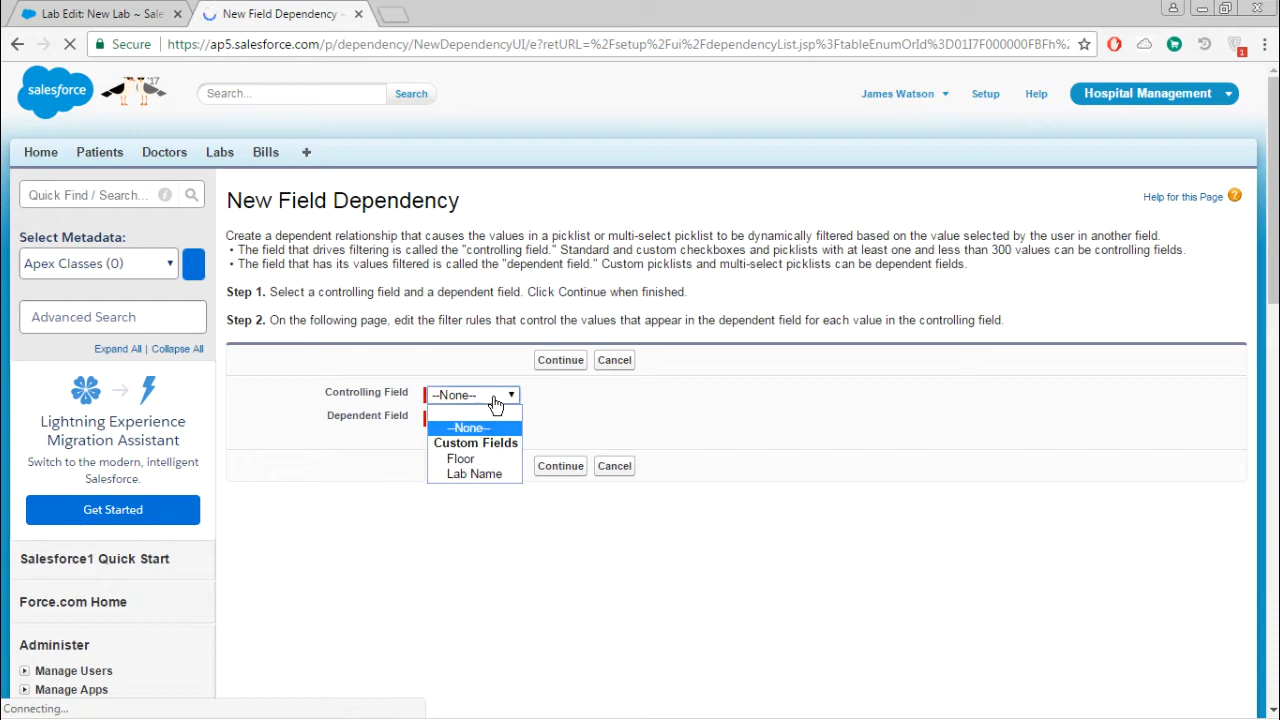 Lab Edit: New Lab ~ Sale
New Field Dependency ~
Secure
https://ap5.salesforce.com/p/dependency/NewDependencyUI/e?retURL=%2Fsetup%2Fui%2FdependencyList.jsp%3FtableEnumOrId%3D01I7F000000FBFh%2
1
salesforce
'17
Search...
Search
James Watson
Setup
Help
Hospital Management
Home
Patients
Doctors
Labs
Bills
+
Quick Find / Search...
Select Metadata:
Apex Classes (0)
Advanced Search
Expand All | Collapse All
Lightning Experience
Migration Assistant
Switch to the modern, intelligent
Salesforce.
Get Started
Salesforce1 Quick Start
Force.com Home
Administer
Manage Users
Manage Apps
New Field Dependency
Help for this Page
Create a dependent relationship that causes the values in a picklist or multi-select picklist to be dynamically filtered based on the value selected by the user in another field.
• The field that drives filtering is called the "controlling field." Standard and custom checkboxes and picklists with at least one and less than 300 values can be controlling fields.
• The field that has its values filtered is called the "dependent field." Custom picklists and multi-select picklists can be dependent fields.
Step 1. Select a controlling field and a dependent field. Click Continue when finished.
Step 2. On the following page, edit the filter rules that control the values that appear in the dependent field for each value in the controlling field.
Continue
Cancel
Controlling Field
--None--
Dependent Field
--None--
Custom Fields
Floor
Lab Name
Continue
Cancel
Connecting...